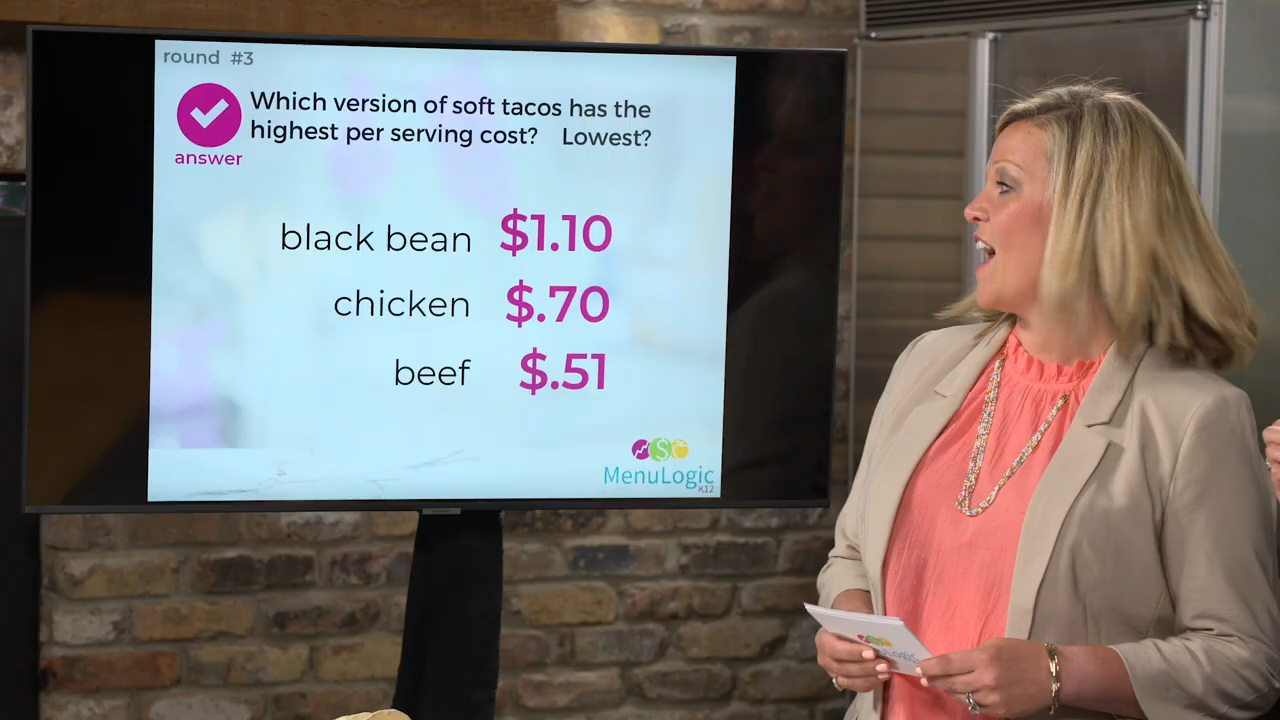 round #3
Which version of soft tacos has the
highest per serving cost? Lowest?
answer
black bean $1.10
chicken $.70
beef $.51
MenuLogic
K12